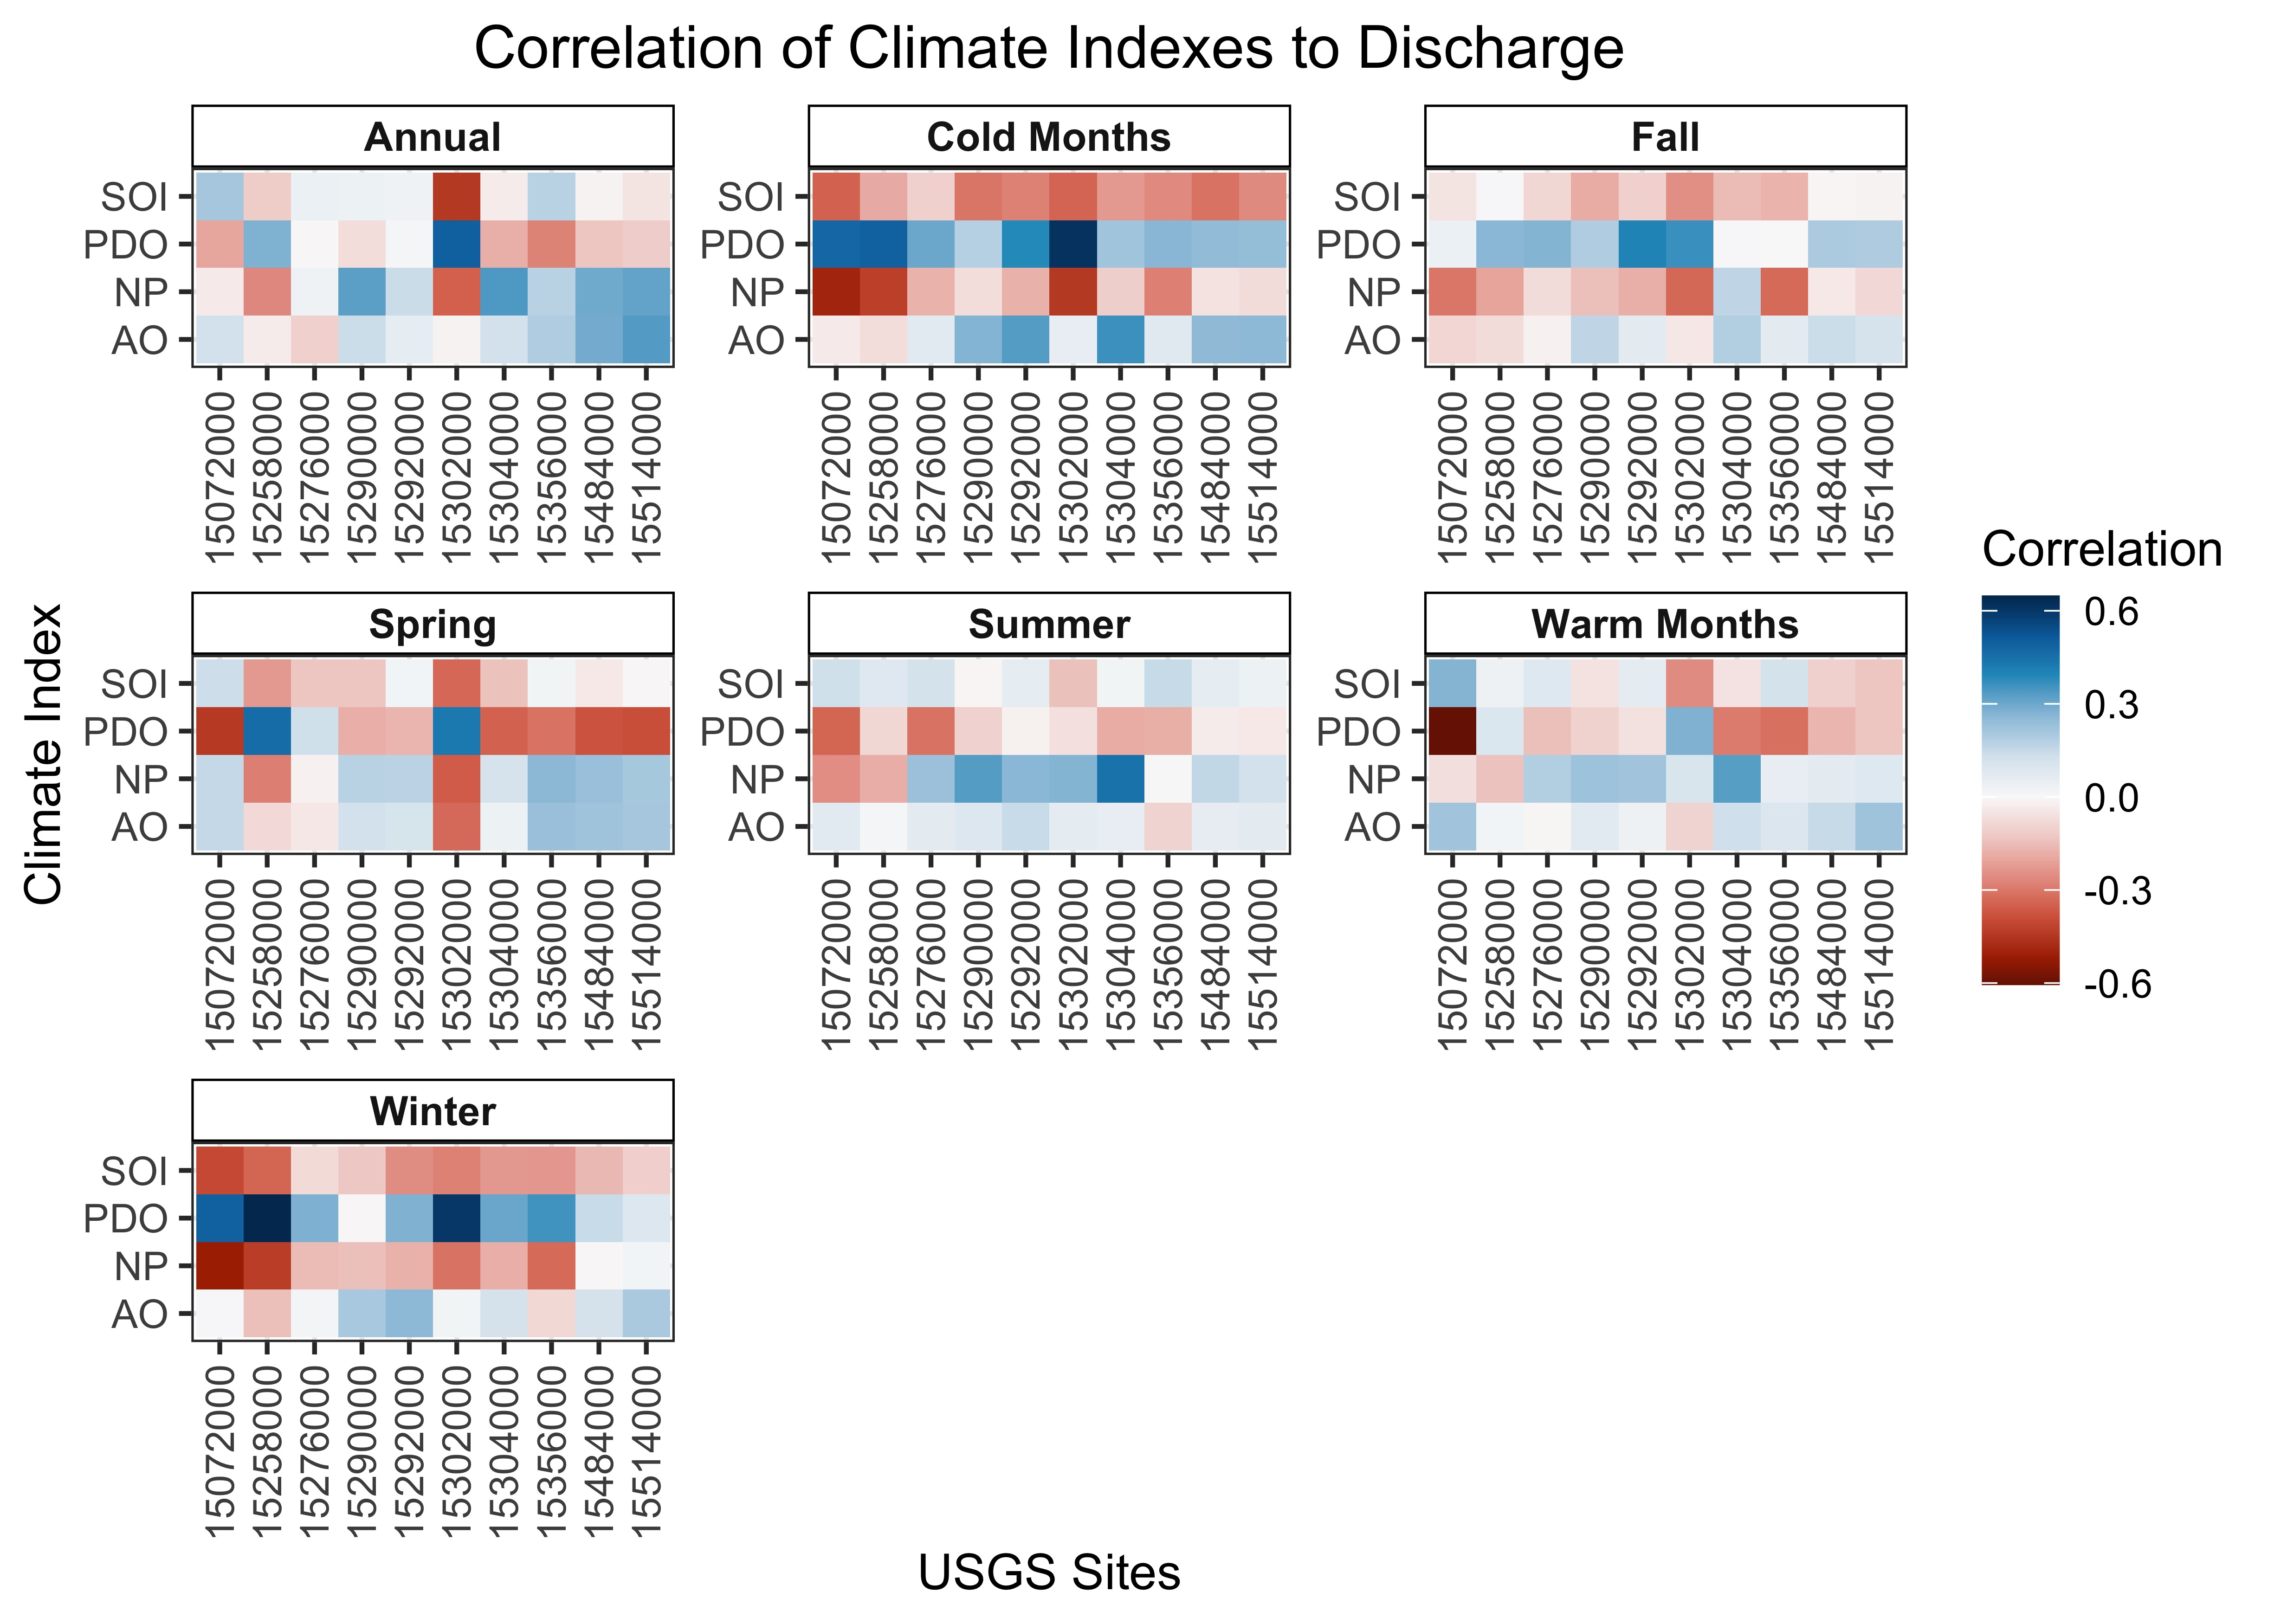 Correlation of Climate Indexes to Discharge
Climate Index
Annual
SOI
PDO
NP
AO
15072000
15258000
15276000
15290000
15292000
15302000
15304000
15356000
15484000
15514000
Cold Months
SOI
PDO
NP
AO
15072000
15258000
15276000
15290000
15292000
15302000
15304000
15356000
15484000
15514000
Fall
SOI
PDO
NP
AO
15072000
15258000
15276000
15290000
15292000
15302000
15304000
15356000
15484000
15514000
Spring
SOI
PDO
NP
AO
15072000
15258000
15276000
15290000
15292000
15302000
15304000
15356000
15484000
15514000
Summer
SOI
PDO
NP
AO
15072000
15258000
15276000
15290000
15292000
15302000
15304000
15356000
15484000
15514000
Warm Months
SOI
PDO
NP
AO
15072000
15258000
15276000
15290000
15292000
15302000
15304000
15356000
15484000
15514000
Winter
SOI
PDO
NP
AO
15072000
15258000
15276000
15290000
15292000
15302000
15304000
15356000
15484000
15514000
USGS Sites
Correlation
0.6
0.3
0.0
-0.3
-0.6